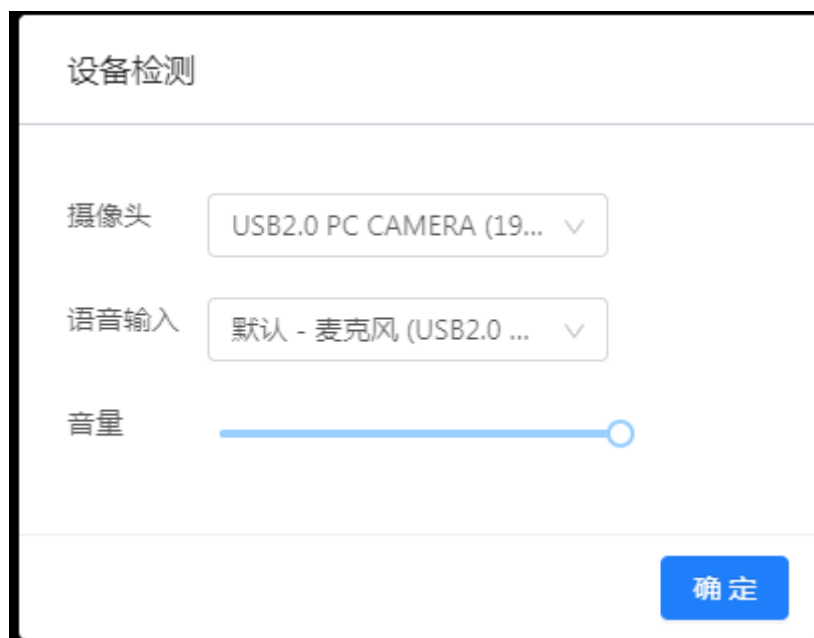 设备检测
摄像头 USB2.0 PC CAMERA (19...
语音输入 默认 - 麦克风 (USB2.0 ...
音量
确 定